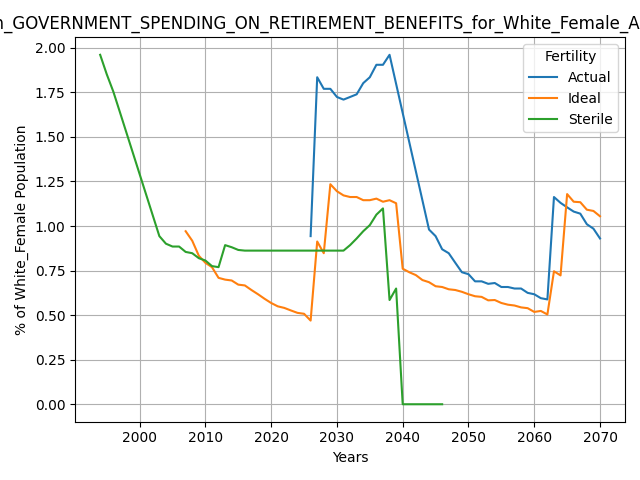 GOVERNMENT_SPENDING_ON_RETIREMENT_BENEFITS_for_White_Female_A
Fertility
Actual
Ideal
Sterile
% of White_Female Population
2.00
1.75
1.50
1.25
1.00
0.75
0.50
0.25
0.00
2000 2010 2020 2030 2040 2050 2060 2070
Years